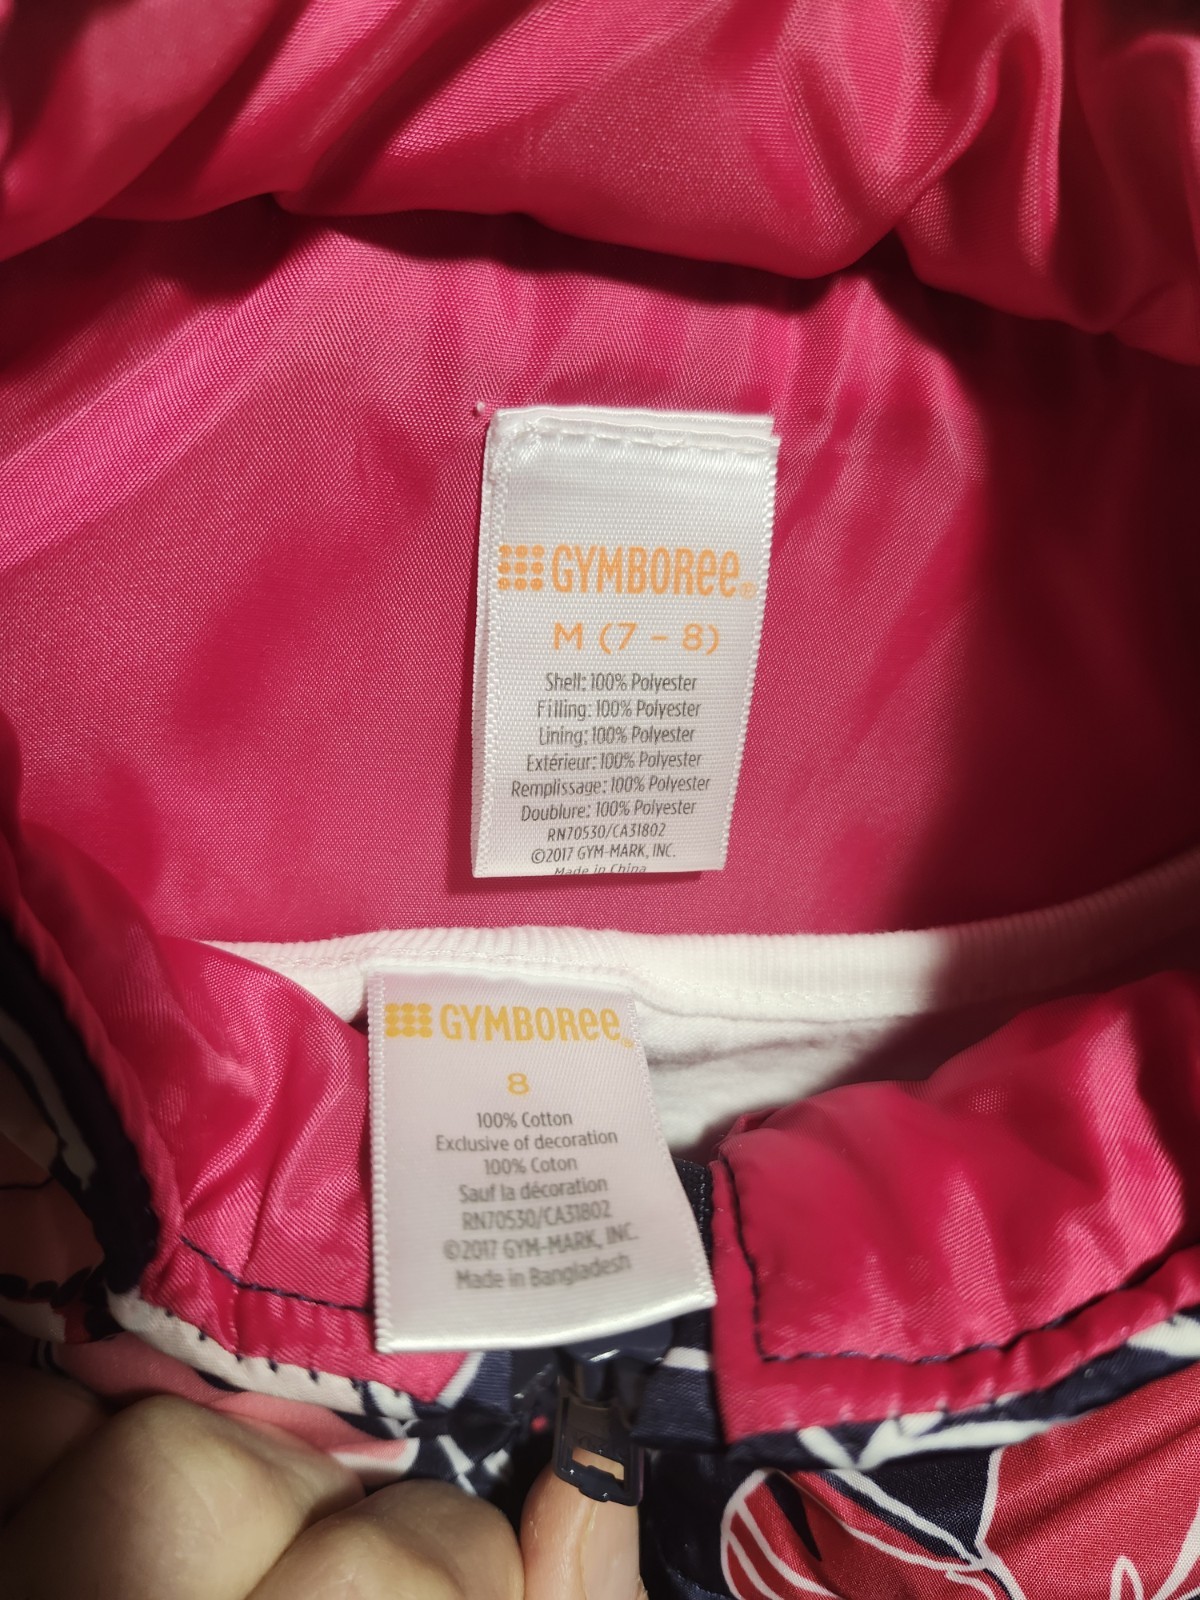 GYMBOREE®
M (7 - 8)
Shell: 100% Polyester
Filling: 100% Polyester
Lining: 100% Polyester
Extérieur: 100% Polyester
Remplissage: 100% Polyester
Doublure: 100% Polyester
RN70530/CA31802
©2017 GYM-MARK, INC.
Made in China
GYMBOREE®
8
100% Cotton
Exclusive of decoration
100% Coton
Sauf la décoration
RN70530/CA31802
©2017 GYM-MARK, INC.
Made in Bangladesh